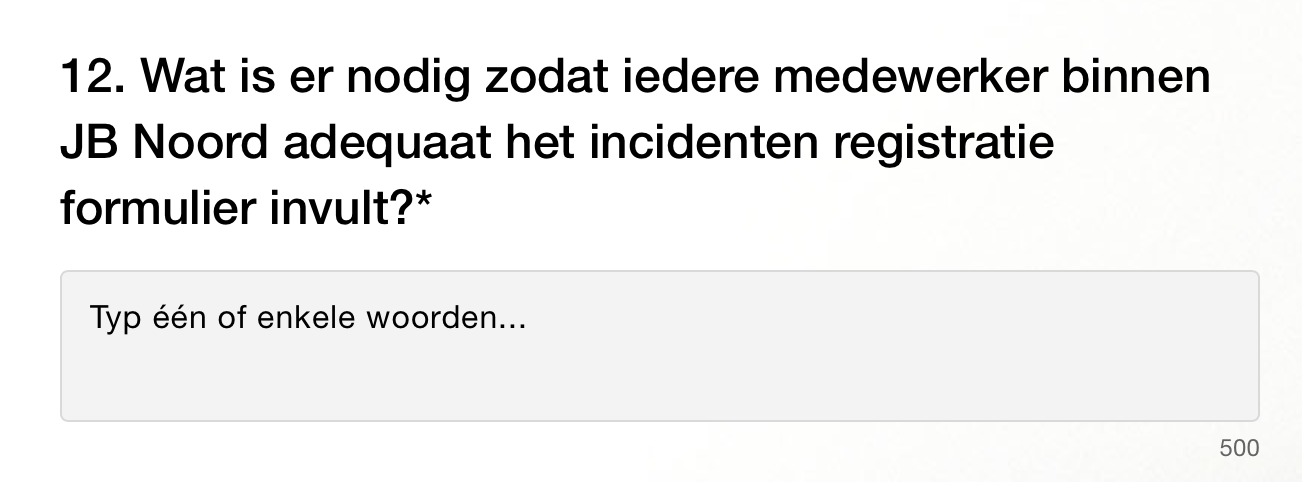 12. Wat is er nodig zodat iedere medewerker binnen
JB Noord adequaat het incidenten registratie
formulier invult?*
Typ één of enkele woorden...
500